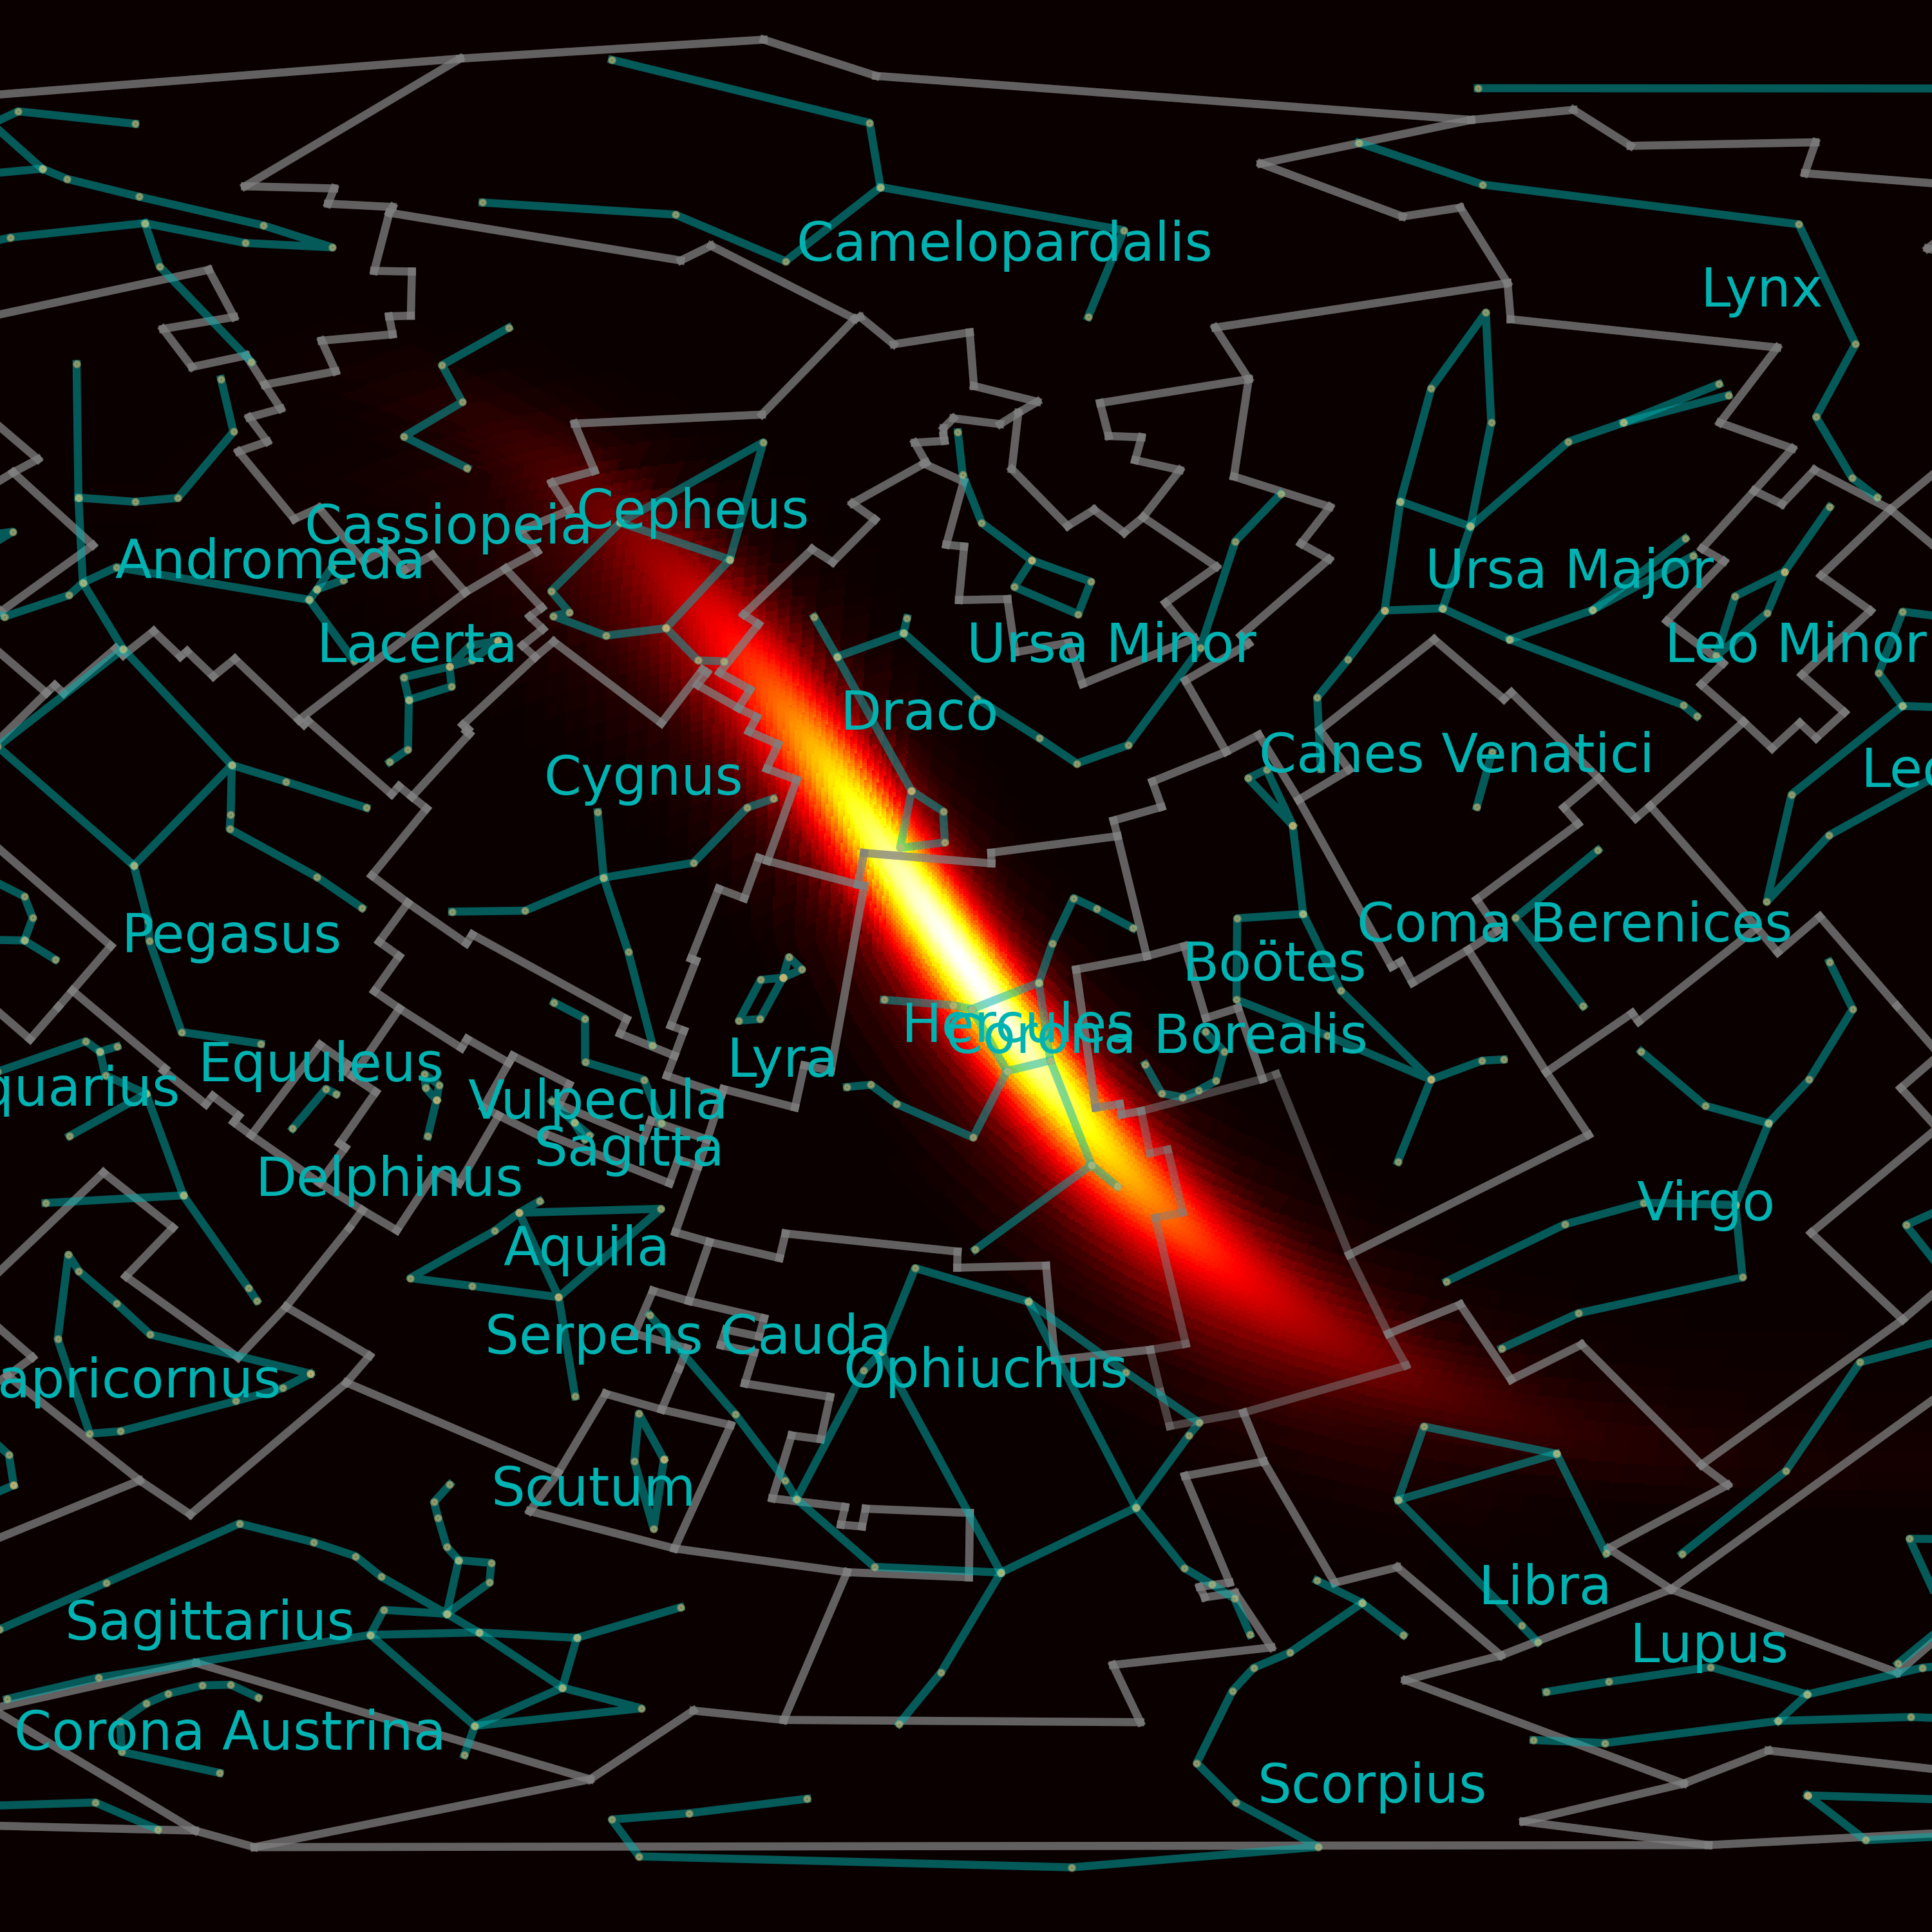 Camelopardalis
Lynx
Cepheus
Cassiopeia
Andromeda
Ursa Major
Lacerta
Ursa Minor
Leo Minor
Draco
Canes Venatici
Leo
Cygnus
Coma Berenices
Pegasus
Boötes
Hercules
Corona Borealis
Lyra
Equuleus
quarius
Vulpecula
Sagitta
Delphinus
Virgo
Aquila
Serpens Cauda
Ophiuchus
apricornus
Scutum
Libra
Sagittarius
Lupus
Corona Austrina
Scorpius